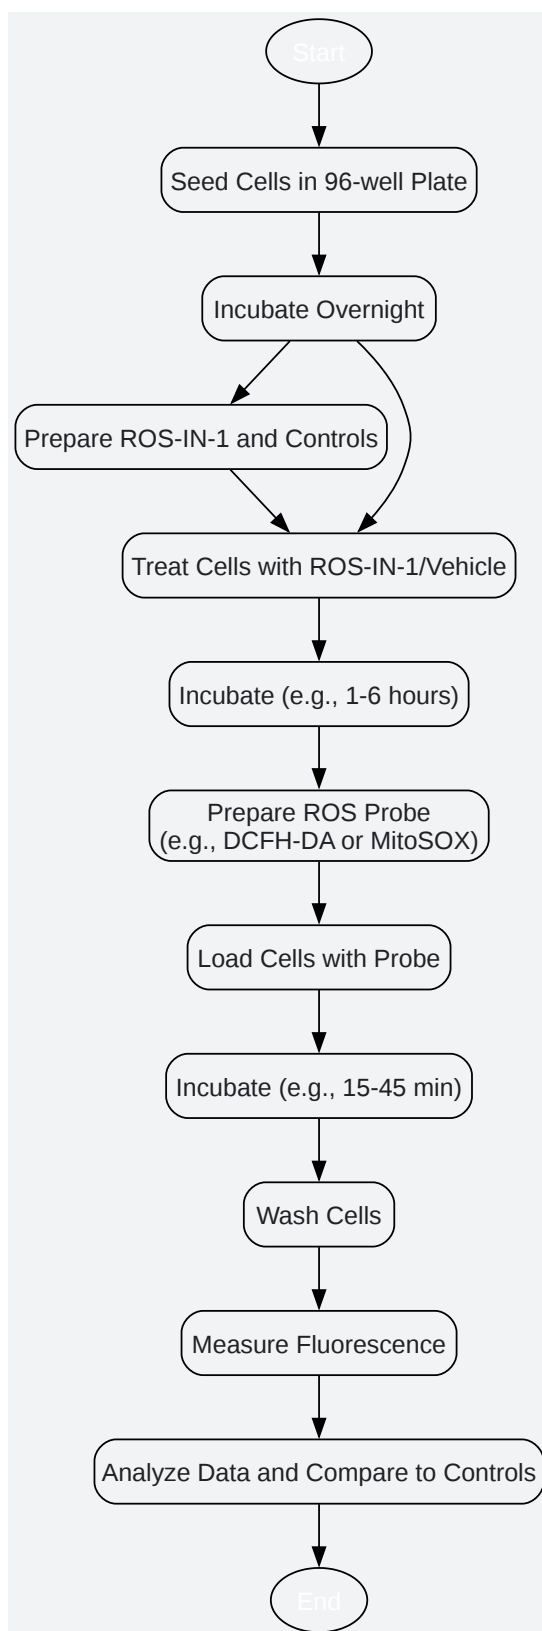 Start
Seed Cells in 96-well Plate
Incubate Overnight
Prepare ROS-IN-1 and Controls
Treat Cells with ROS-IN-1/Vehicle
Incubate (e.g., 1-6 hours)
Prepare ROS Probe
(e.g., DCFH-DA or MitoSOX)
Load Cells with Probe
Incubate (e.g., 15-45 min)
Wash Cells
Measure Fluorescence
Analyze Data and Compare to Controls
End